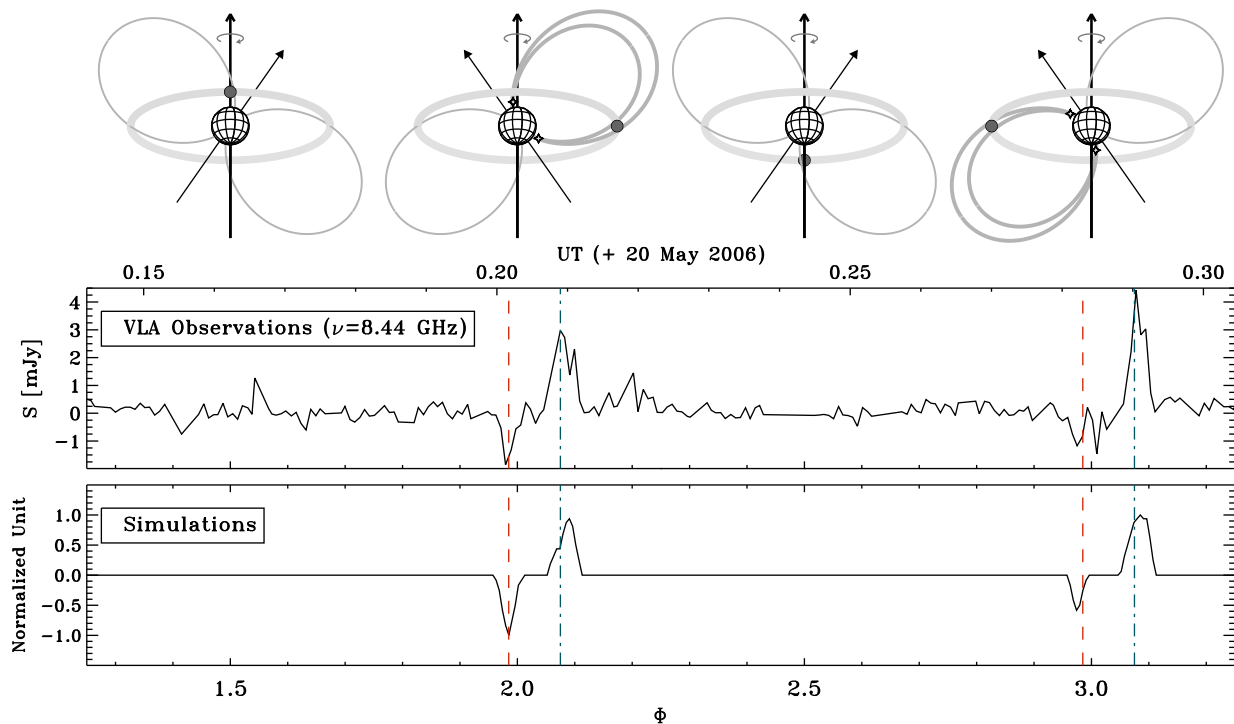 UT (+ 20 May 2006)
0.15 0.20 0.25 0.30
VLA Observations (ν=8.44 GHz)
S [mJy]
4
3
2
1
0
−1
Simulations
Normalized Unit
1.0
0.5
0.0
−0.5
−1.0
1.5 2.0 2.5 3.0
Φ